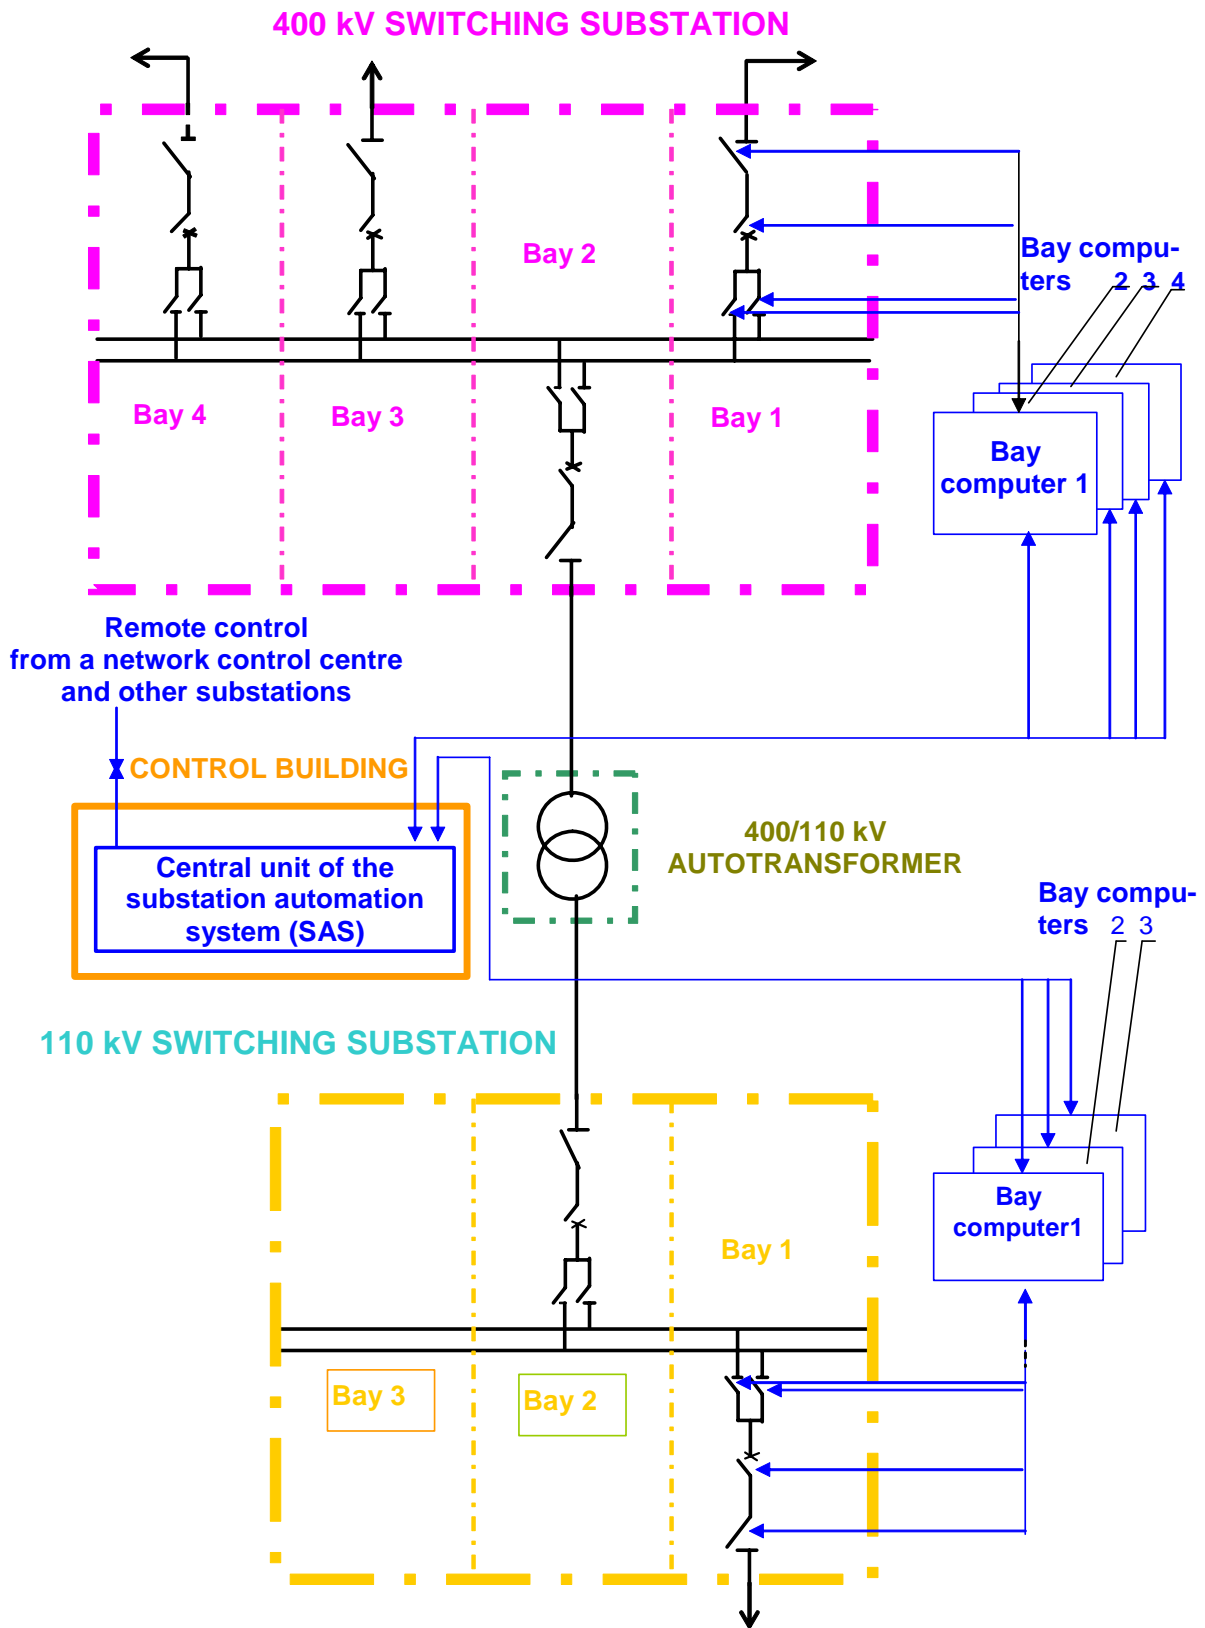 400 kV SWITCHING SUBSTATION
Bay 2
Bay compu-
ters 2 3 4
Bay 4
Bay 3
Bay 1
Bay
computer 1
Remote control
from a network control centre
and other substations
CONTROL BUILDING
Central unit of the
substation automation
system (SAS)
400/110 kV
AUTOTRANSFORMER
Bay compu-
ters 2 3
110 kV SWITCHING SUBSTATION
Bay
computer1
Bay 1
Bay 3
Bay 2